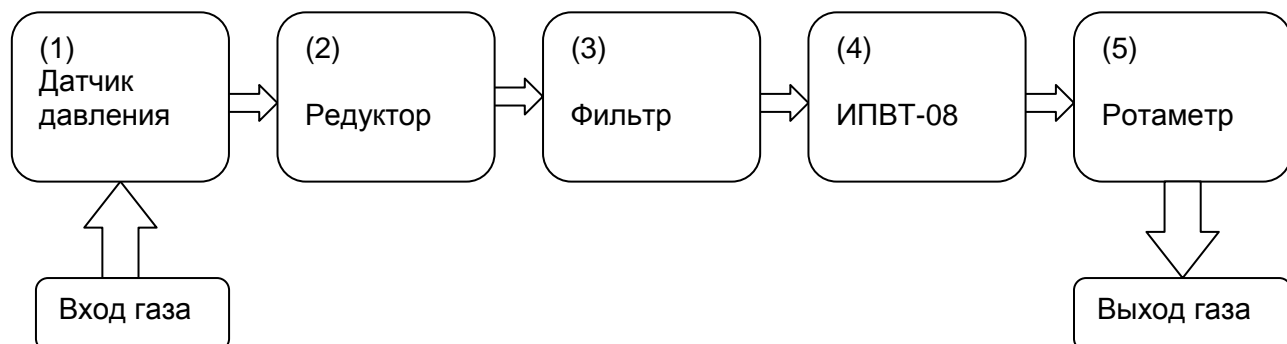 (1)
Датчик
давления
(2)
Редуктор
(3)
Фильтр
(4)
ИПВТ-08
(5)
Ротаметр
Вход газа
Выход газа